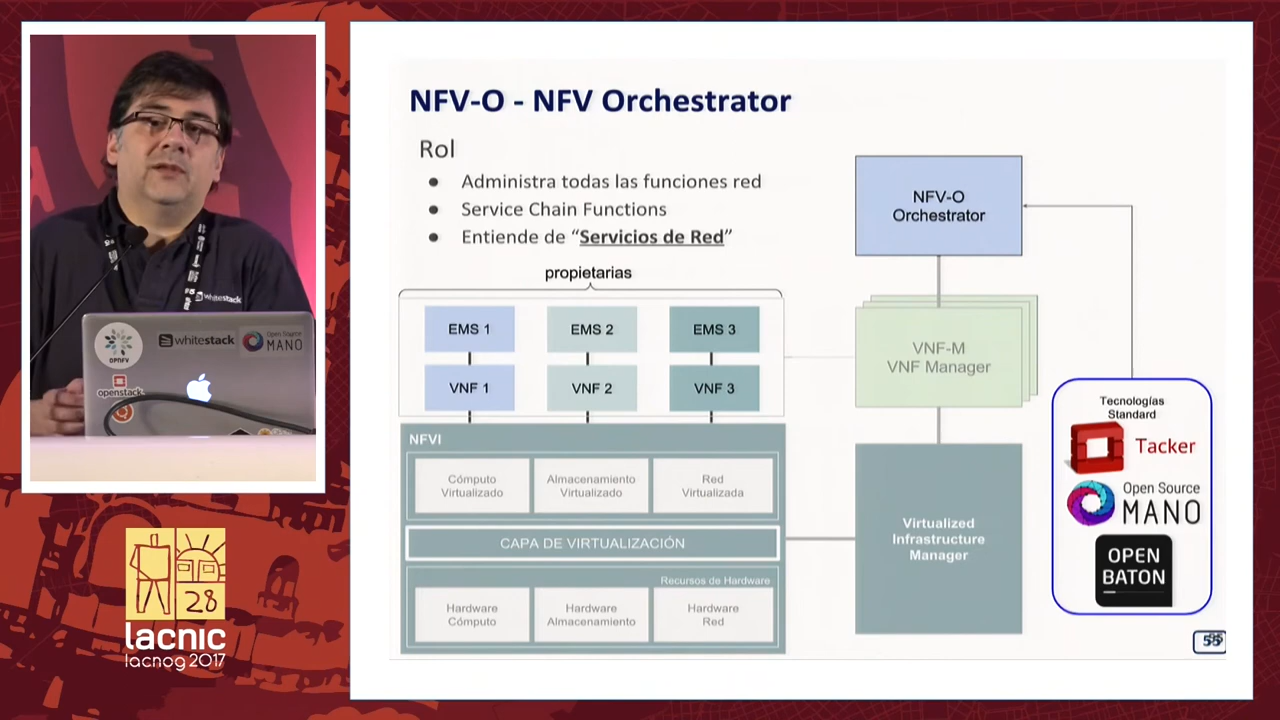 NFV-O - NFV Orchestrator
Rol
● Administra todas las funciones red
● Service Chain Functions
● Entiende de “Servicios de Red”
propietarias
EMS 1
EMS 2
EMS 3
VNF 1
VNF 2
VNF 3
NFVI
Cómputo
Virtualizado
Almacenamiento
Virtualizado
Red
Virtualizada
CAPA DE VIRTUALIZACIÓN
Recursos de Hardware
Hardware
Cómputo
Hardware
Almacenamiento
Hardware
Red
NFV-O
Orchestrator
VNF-M
VNF Manager
Virtualized
Infrastructure
Manager
Tecnologías
Standard
Tacker
Open Source
MANO
OPEN
BATON
whitestack
OPNFV
whitestack
Open Source
MANO
openstack
28
lacnic
lacnog 2017